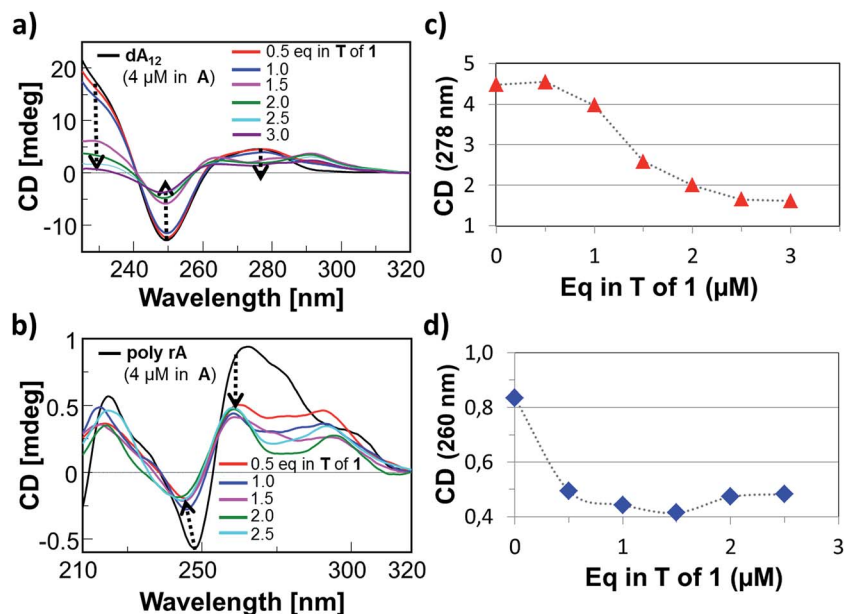 a)
dA12
(4 µM in A)
0.5 eq in T of 1
1.0
1.5
2.0
2.5
3.0
20
10
0
-10
CD [mdeg]
240 260 280 300 320
Wavelength [nm]
b)
poly rA
(4 µM in A)
0.5 eq in T of 1
1.0
1.5
2.0
2.5
1
0.5
0
-0.5
CD [mdeg]
210 250 300 320
Wavelength [nm]
c)
5
4
3
2
1
CD (278 nm)
0 1 2 3
Eq in T of 1 (µM)
d)
1,0
0,8
0,6
0,4
CD (260 nm)
0 1 2 3
Eq in T of 1 (µM)